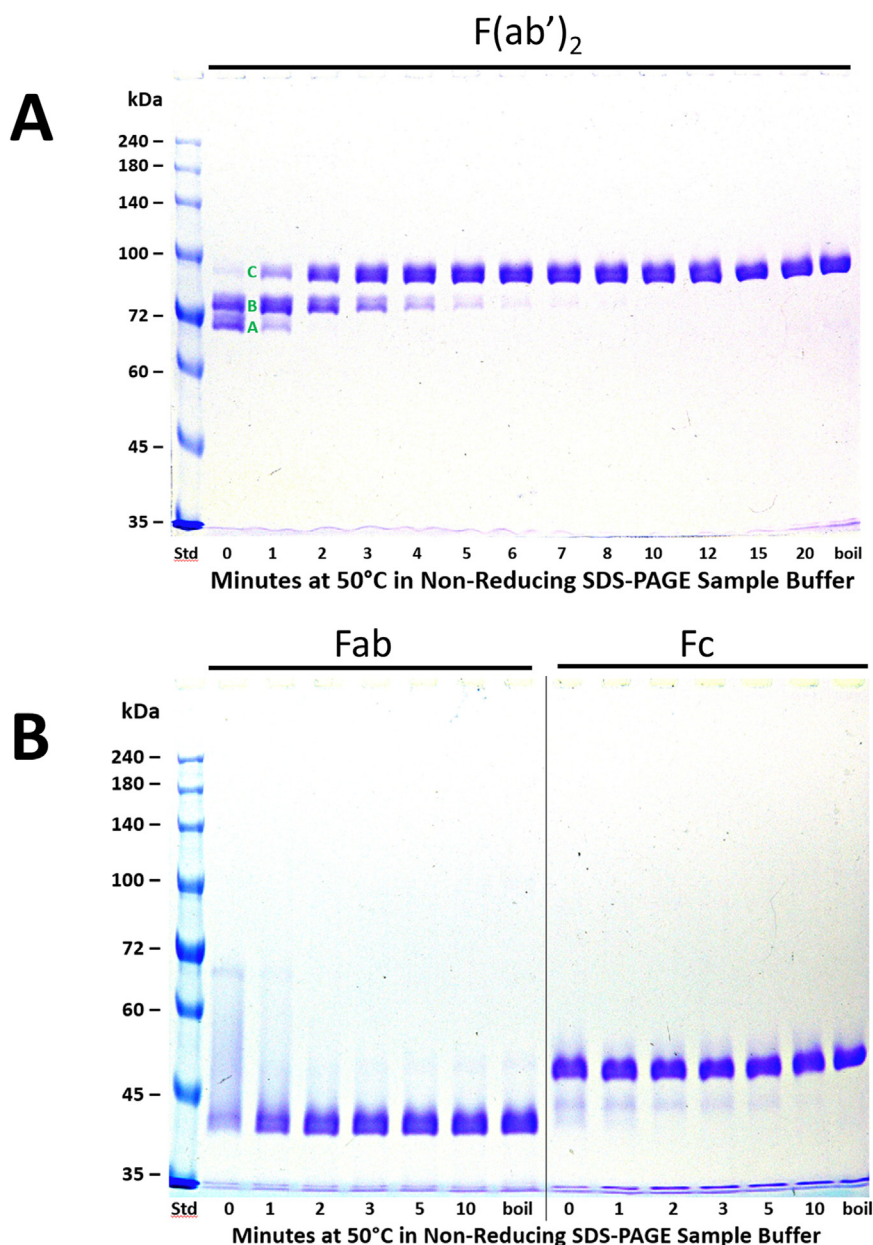 F(ab’)2
A
kDa
240 –
180 –
140 –
100 –
72 –
60 –
45 –
35 –
C
B
A
Std 0 1 2 3 4 5 6 7 8 10 12 15 20 boil
Minutes at 50°C in Non-Reducing SDS-PAGE Sample Buffer
Fab Fc
B
kDa
240 –
180 –
140 –
100 –
72 –
60 –
45 –
35 –
Std 0 1 2 3 5 10 boil 0 1 2 3 5 10 boil
Minutes at 50°C in Non-Reducing SDS-PAGE Sample Buffer